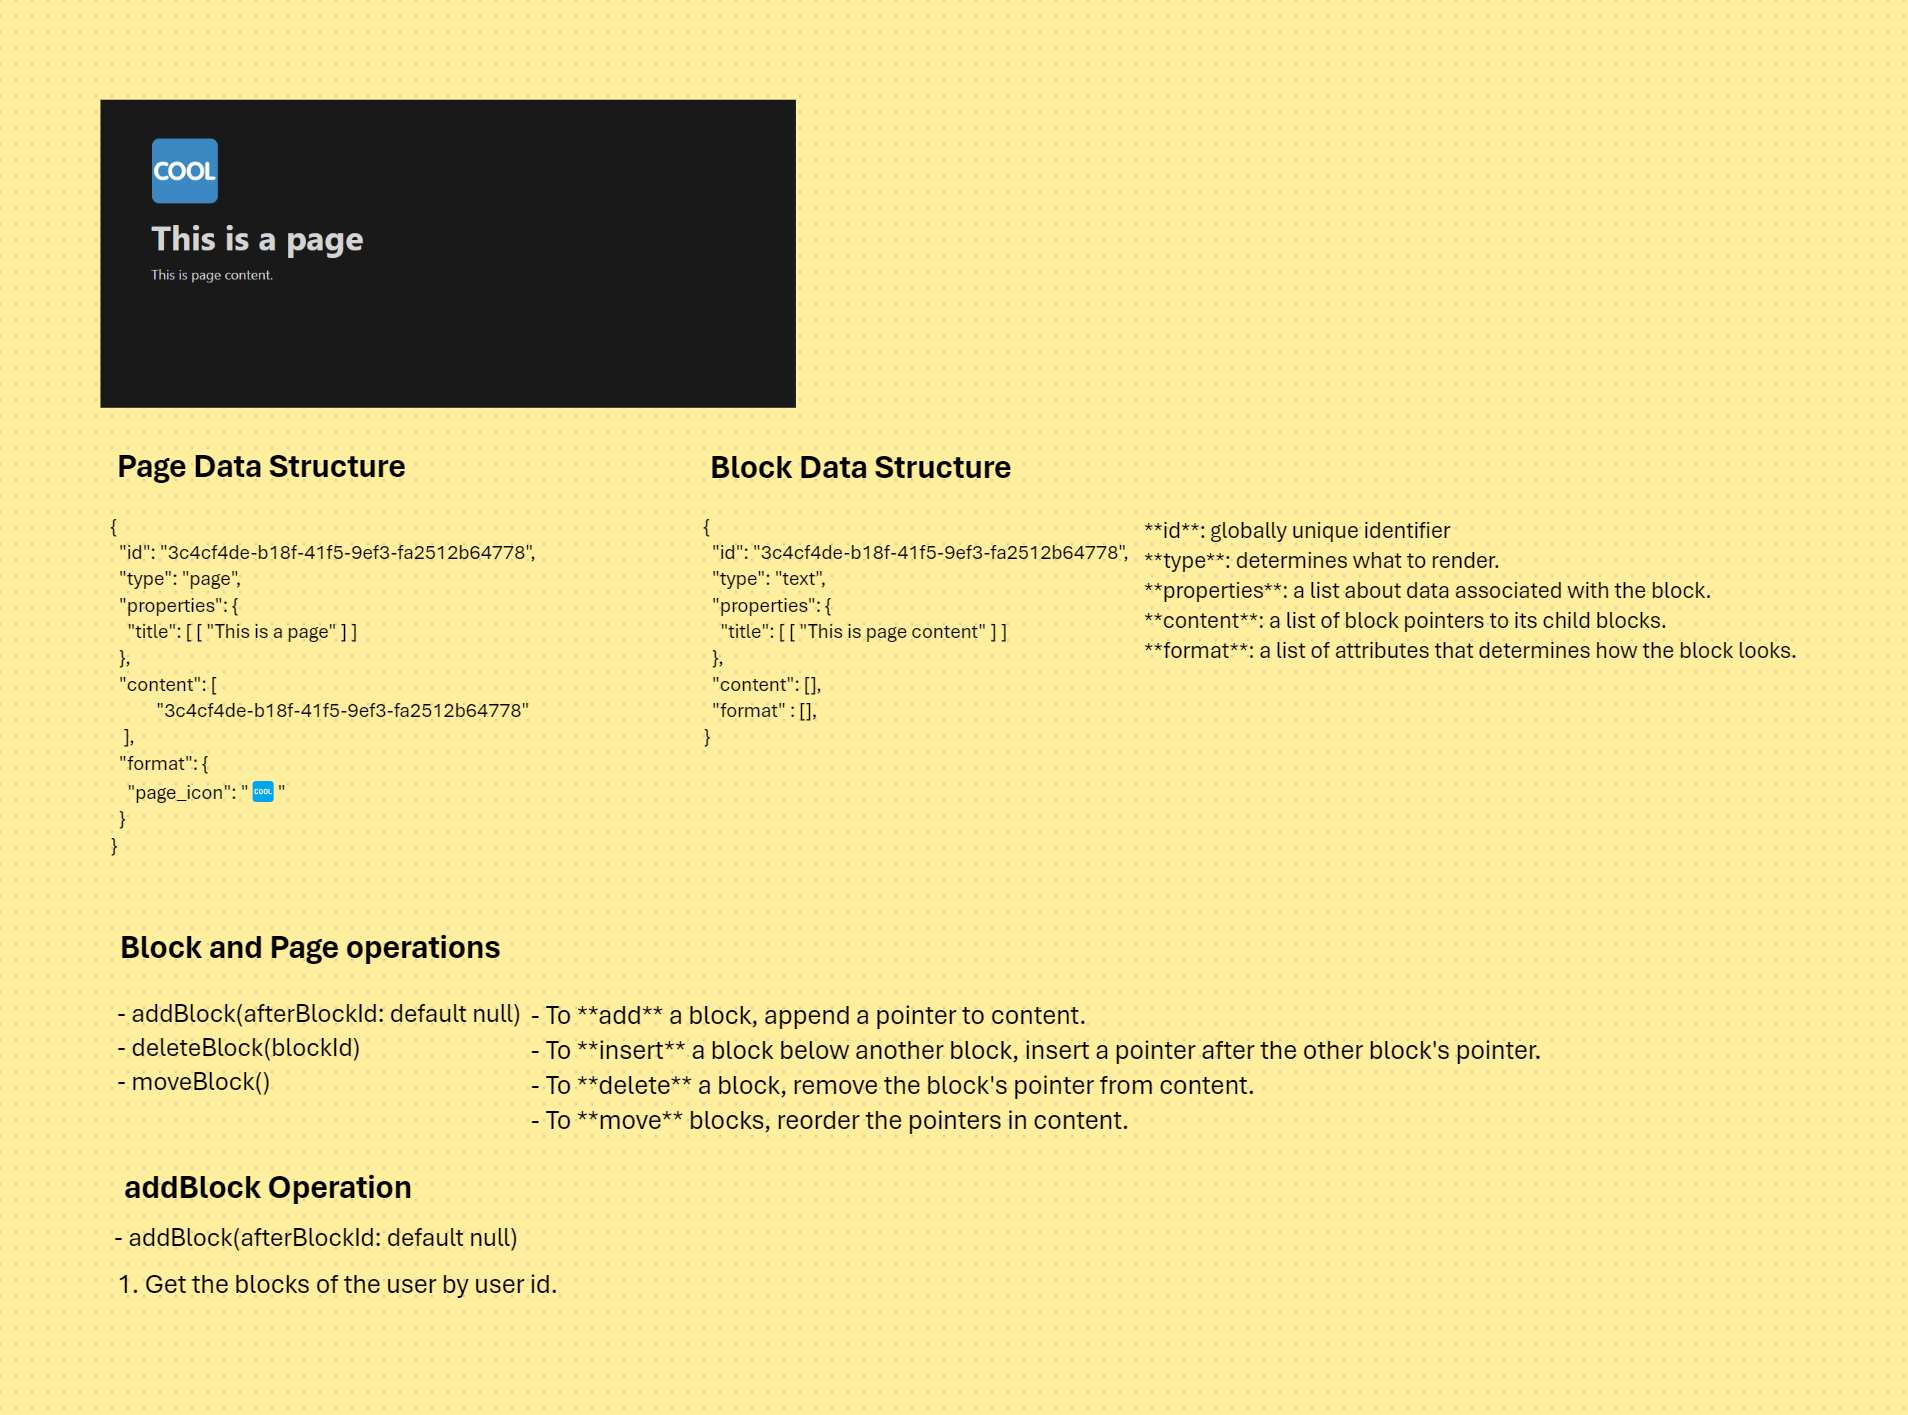 COOL
This is a page
This is page content.
Page Data Structure
{
"id": "3c4cf4de-b18f-41f5-9ef3-fa2512b64778",
"type": "page",
"properties": {
"title": [ [ "This is a page" ] ]
},
"content": [
"3c4cf4de-b18f-41f5-9ef3-fa2512b64778"
],
"format": {
"page_icon": " COOL "
}
}
Block Data Structure
{
"id": "3c4cf4de-b18f-41f5-9ef3-fa2512b64778",
"type": "text",
"properties": {
"title": [ [ "This is page content" ] ]
},
"content": [],
"format" : [],
}
**id**: globally unique identifier
**type**: determines what to render.
**properties**: a list about data associated with the block.
**content**: a list of block pointers to its child blocks.
**format**: a list of attributes that determines how the block looks.
Block and Page operations
- addBlock(afterBlockId: default null)
- deleteBlock(blockId)
- moveBlock()
- To **add** a block, append a pointer to content.
- To **insert** a block below another block, insert a pointer after the other block's pointer.
- To **delete** a block, remove the block's pointer from content.
- To **move** blocks, reorder the pointers in content.
addBlock Operation
- addBlock(afterBlockId: default null)
1. Get the blocks of the user by user id.